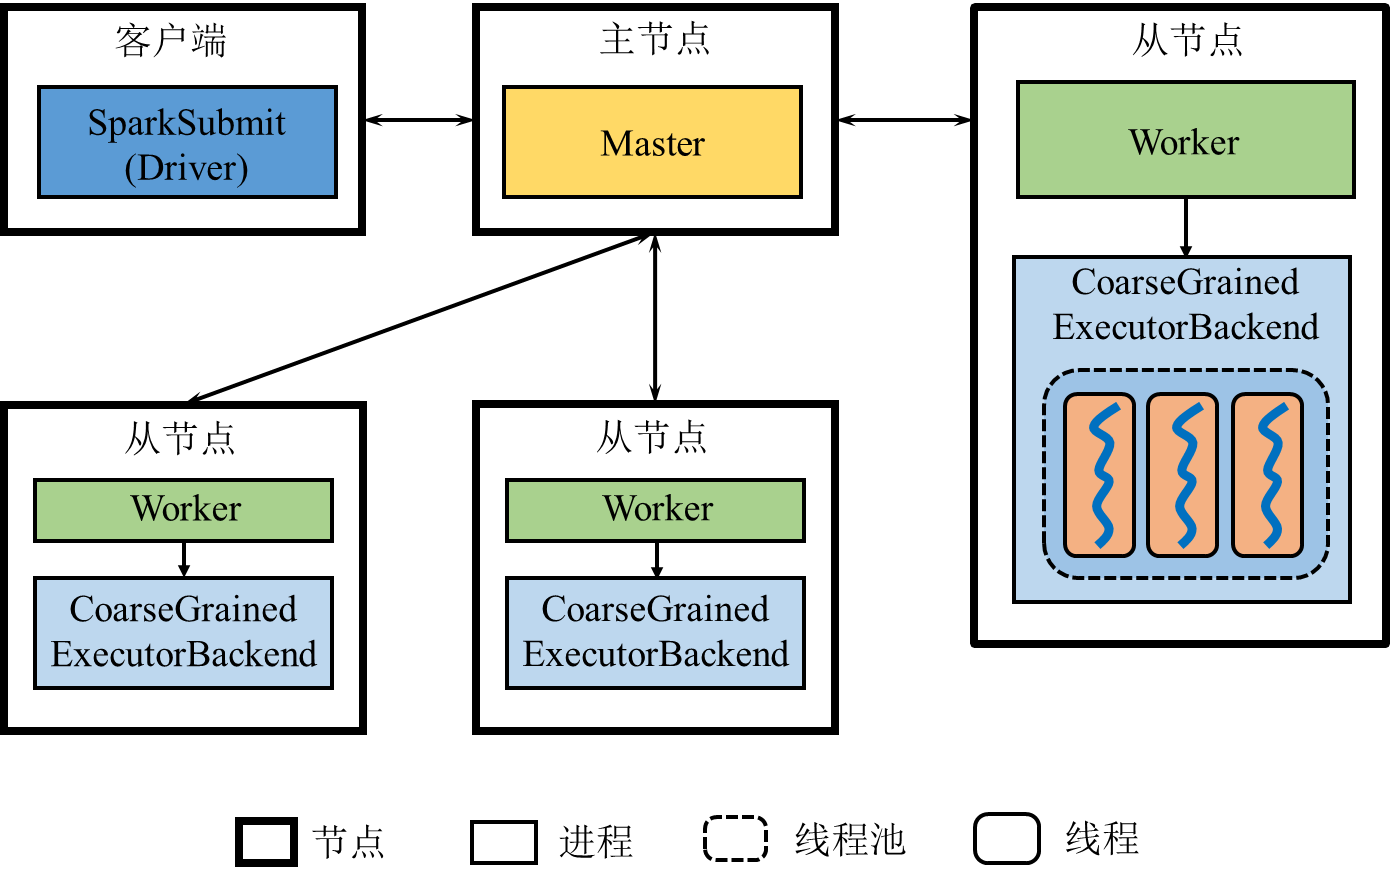 客户端
SparkSubmit
(Driver)
主节点
Master
从节点
Worker
CoarseGrained
ExecutorBackend
从节点
Worker
CoarseGrained
ExecutorBackend
从节点
Worker
CoarseGrained
ExecutorBackend
节点
进程
线程池
线程